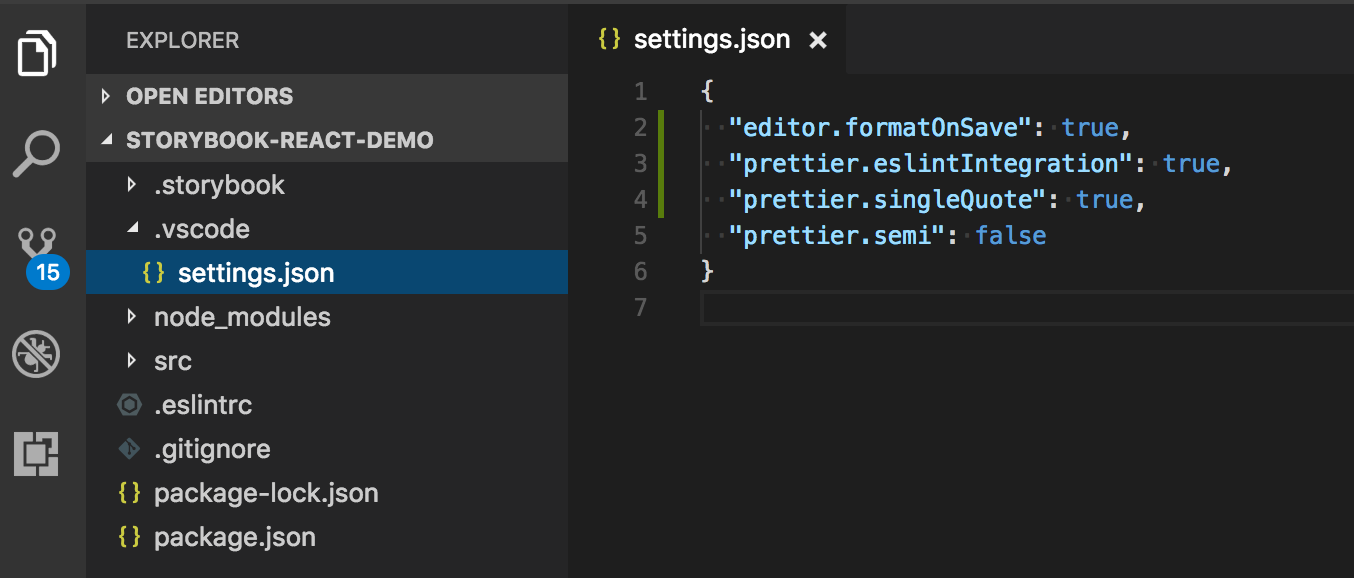 EXPLORER
OPEN EDITORS
STORYBOOK-REACT-DEMO
.storybook
.vscode
{} settings.json
node_modules
src
.eslintrc
.gitignore
{} package-lock.json
{} package.json
15
{} settings.json ×
1 {
2 "editor.formatOnSave": true,
3 "prettier.eslintIntegration": true,
4 "prettier.singleQuote": true,
5 "prettier.semi": false
6 }
7